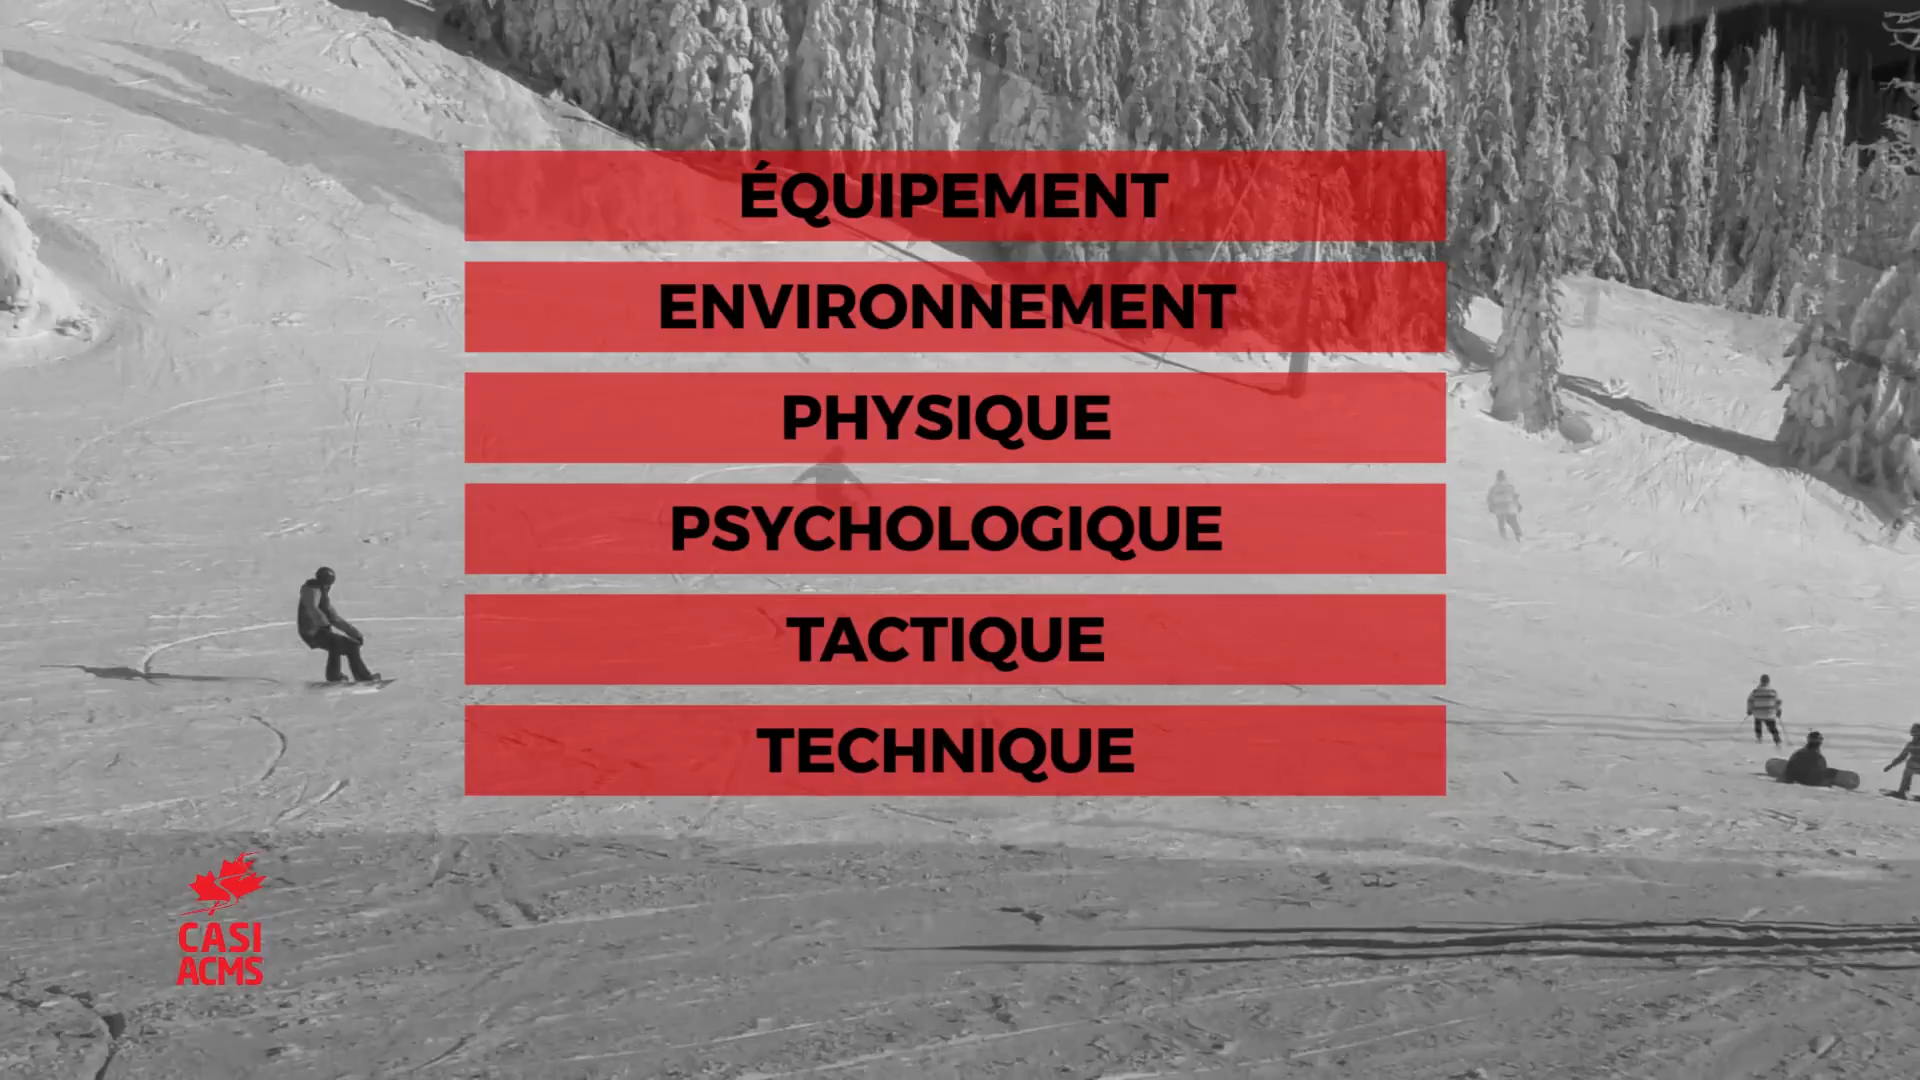 ÉQUIPEMENT
ENVIRONNEMENT
PHYSIQUE
PSYCHOLOGIQUE
TACTIQUE
TECHNIQUE
CASI
ACMS